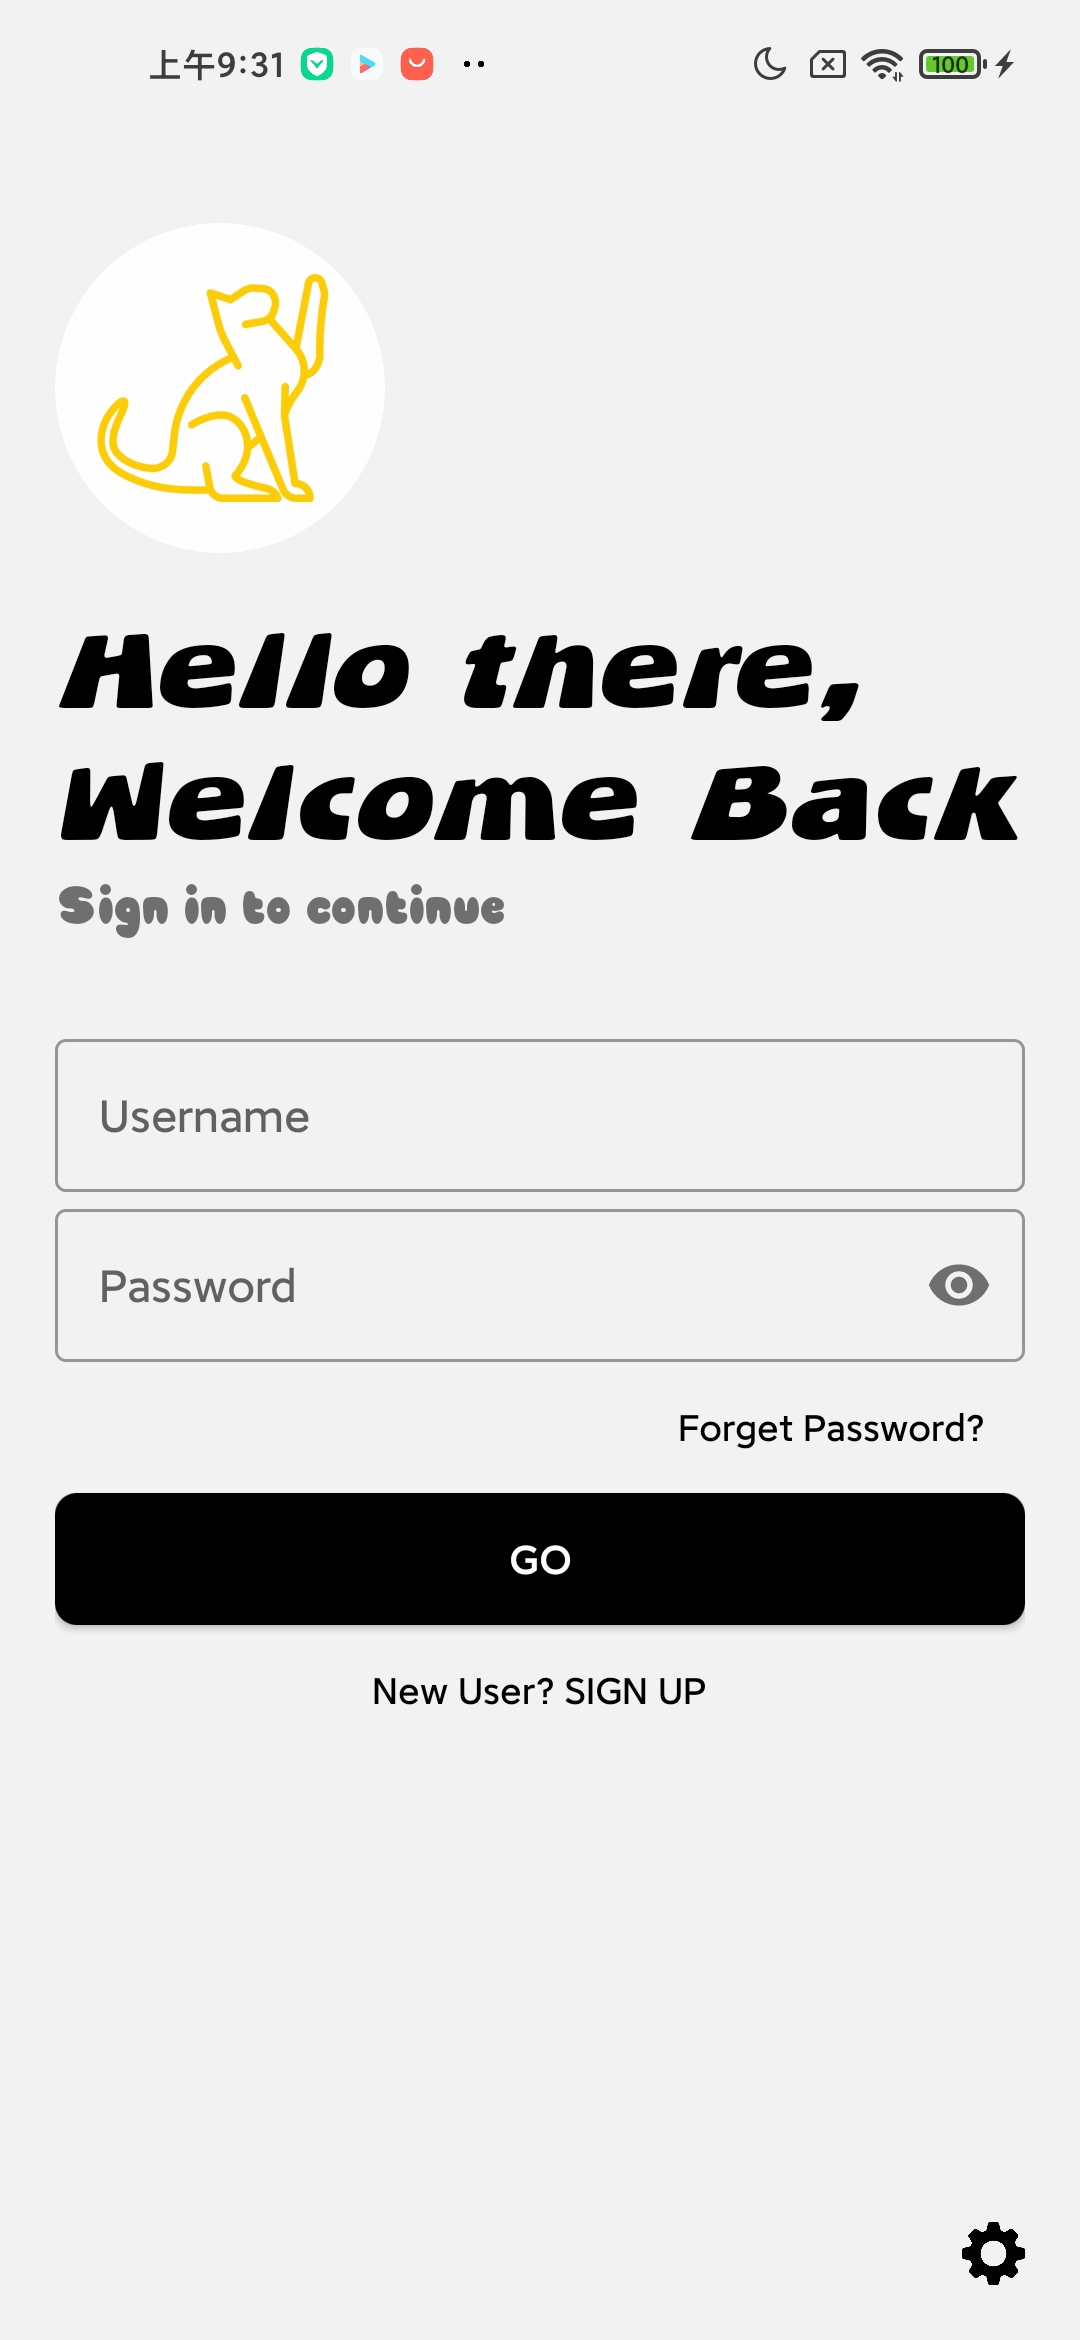 上午9:31
100
Hello there,
Welcome Back
Sign in to continue
Username
Password
Forget Password?
GO
New User? SIGN UP